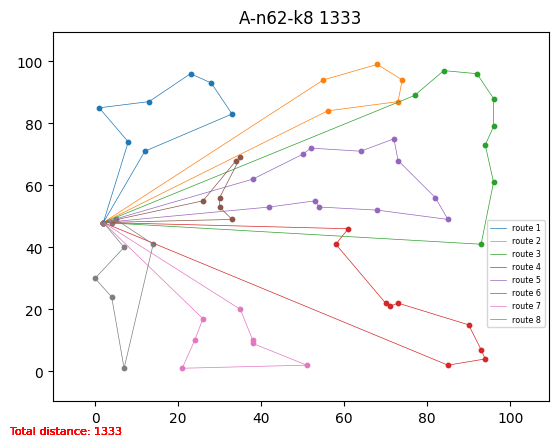 A-n62-k8 1333
100
80
60
40
20
0
route 1
route 2
route 3
route 4
route 5
route 6
route 7
route 8
0 20 40 60 80 100
Total distance: 1333